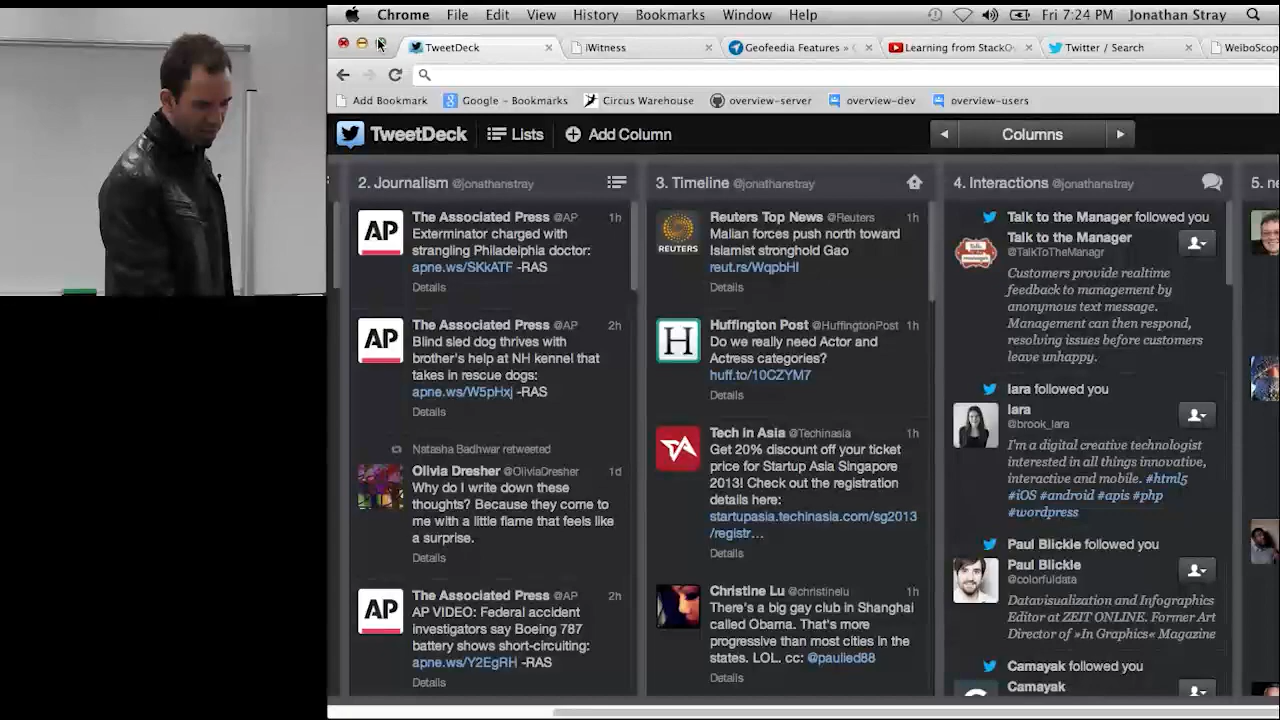 Chrome File Edit View History Bookmarks Window Help Fri 7:24 PM Jonathan Stray
TweetDeck iWitness Geofeedia Features » Learning from StackO Twitter / Search WeiboScop
Add Bookmark Google - Bookmarks Circus Warehouse overview-server overview-dev overview-users
TweetDeck Lists Add Column Columns
2. Journalism @jonathanstray
AP The Associated Press @AP 1h
Exterminator charged with
strangling Philadelphia doctor:
apne.ws/SKkATF -RAS
Details
AP The Associated Press @AP 2h
Blind sled dog thrives with
brother's help at NH kennel that
takes in rescue dogs:
apne.ws/W5pHxj -RAS
Details
Natasha Badhwar retweeted
Olivia Dresher @OliviaDresher 1d
Why do I write down these
thoughts? Because they come to
me with a little flame that feels like
a surprise.
Details
AP The Associated Press @AP 2h
AP VIDEO: Federal accident
investigators say Boeing 787
battery shows short-circuiting:
apne.ws/Y2EgRH -RAS
Details
3. Timeline @jonathanstray
REUTERS Reuters Top News @Reuters 1h
Malian forces push north toward
Islamist stronghold Gao
reut.rs/WqpbHI
Details
H Huffington Post @HuffingtonPost 1h
Do we really need Actor and
Actress categories?
huff.to/10CZYM7
Details
Tech in Asia @Techinasia 1h
Get 20% discount off your ticket
price for Startup Asia Singapore
2013! Check out the registration
details here:
startupasia.techinasia.com/sg2013
/registr…
Details
Christine Lu @christinelu 1h
There's a big gay club in Shanghai
called Obama. That's more
progressive than most cities in the
states. LOL. cc: @paulied88
Details
4. Interactions @jonathanstray
Talk to the Manager followed you
Talk to the Manager
@TalkToTheManagr
Customers provide realtime
feedback to management by
anonymous text message.
Management can then respond,
resolving issues before customers
leave unhappy.
lara followed you
lara
@brook_lara
I'm a digital creative technologist
interested in all things innovative,
interactive and mobile. #html5
#iOS #android #apis #php
#wordpress
Paul Blickle followed you
Paul Blickle
@colorfuldata
Datavisualization and Infographics
Editor at ZEIT ONLINE. Former Art
Director of »In Graphics« Magazine
Camayak followed you
Camayak
5. ne